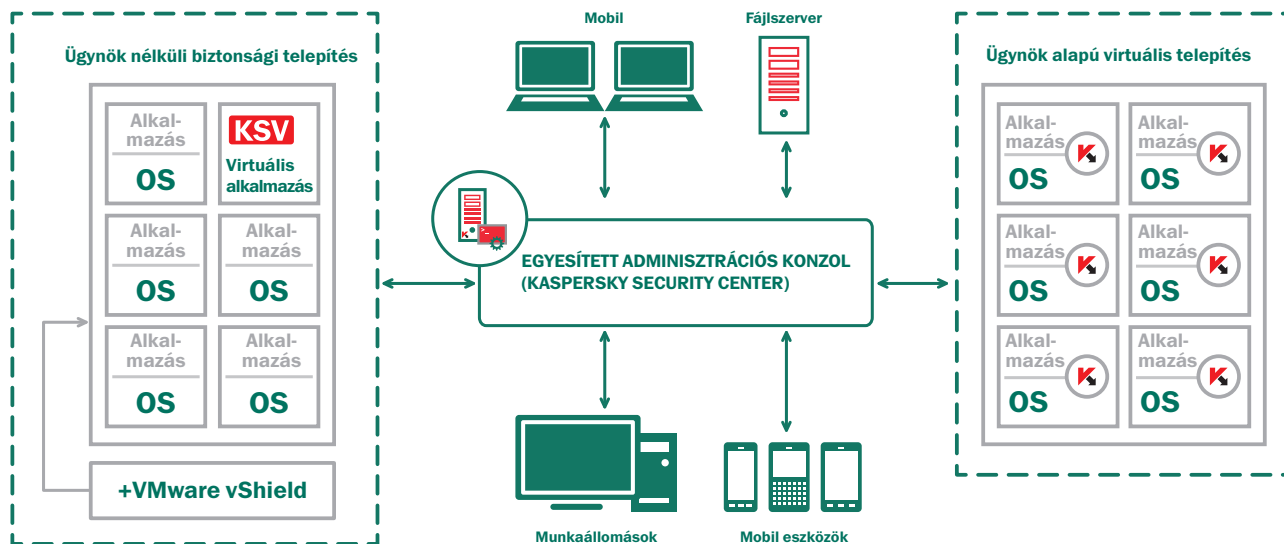 Mobil
Fájlszerver
Ügynök nélküli biztonsági telepítés
Alkal-
mazás
OS
KSV
Virtuális
alkalmazás
Alkal-
mazás
OS
Alkal-
mazás
OS
Alkal-
mazás
OS
Alkal-
mazás
OS
+VMware vShield
EGYESÍTETT ADMINISZTRÁCIÓS KONZOL
(KASPERSKY SECURITY CENTER)
Munkaállomások
Mobil eszközök
Ügynök alapú virtuális telepítés
Alkal-
mazás
OS
Alkal-
mazás
OS
Alkal-
mazás
OS
Alkal-
mazás
OS
Alkal-
mazás
OS
Alkal-
mazás
OS